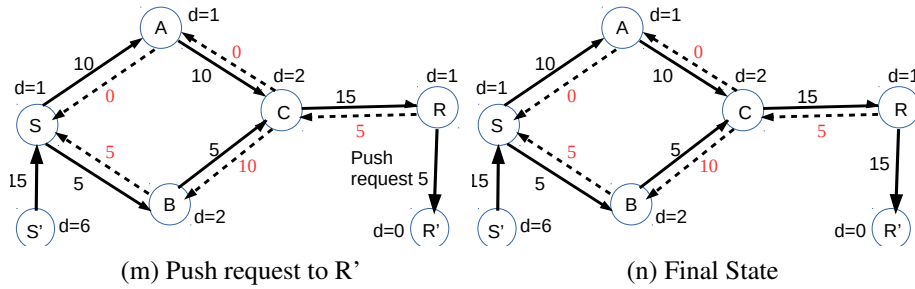 A d=1
10 0
10
d=1 0 d=2 d=1
S C 15 R
5 5 10 5
Push
request 5
15 5
B d=2
S' d=6 d=0 R'
(m) Push request to R’
A d=1
10 0
10
d=1 0 d=2 d=1
S C 15 R
5 5 10 5
15 5 15
B d=2
S' d=6 d=0 R'
(n) Final State